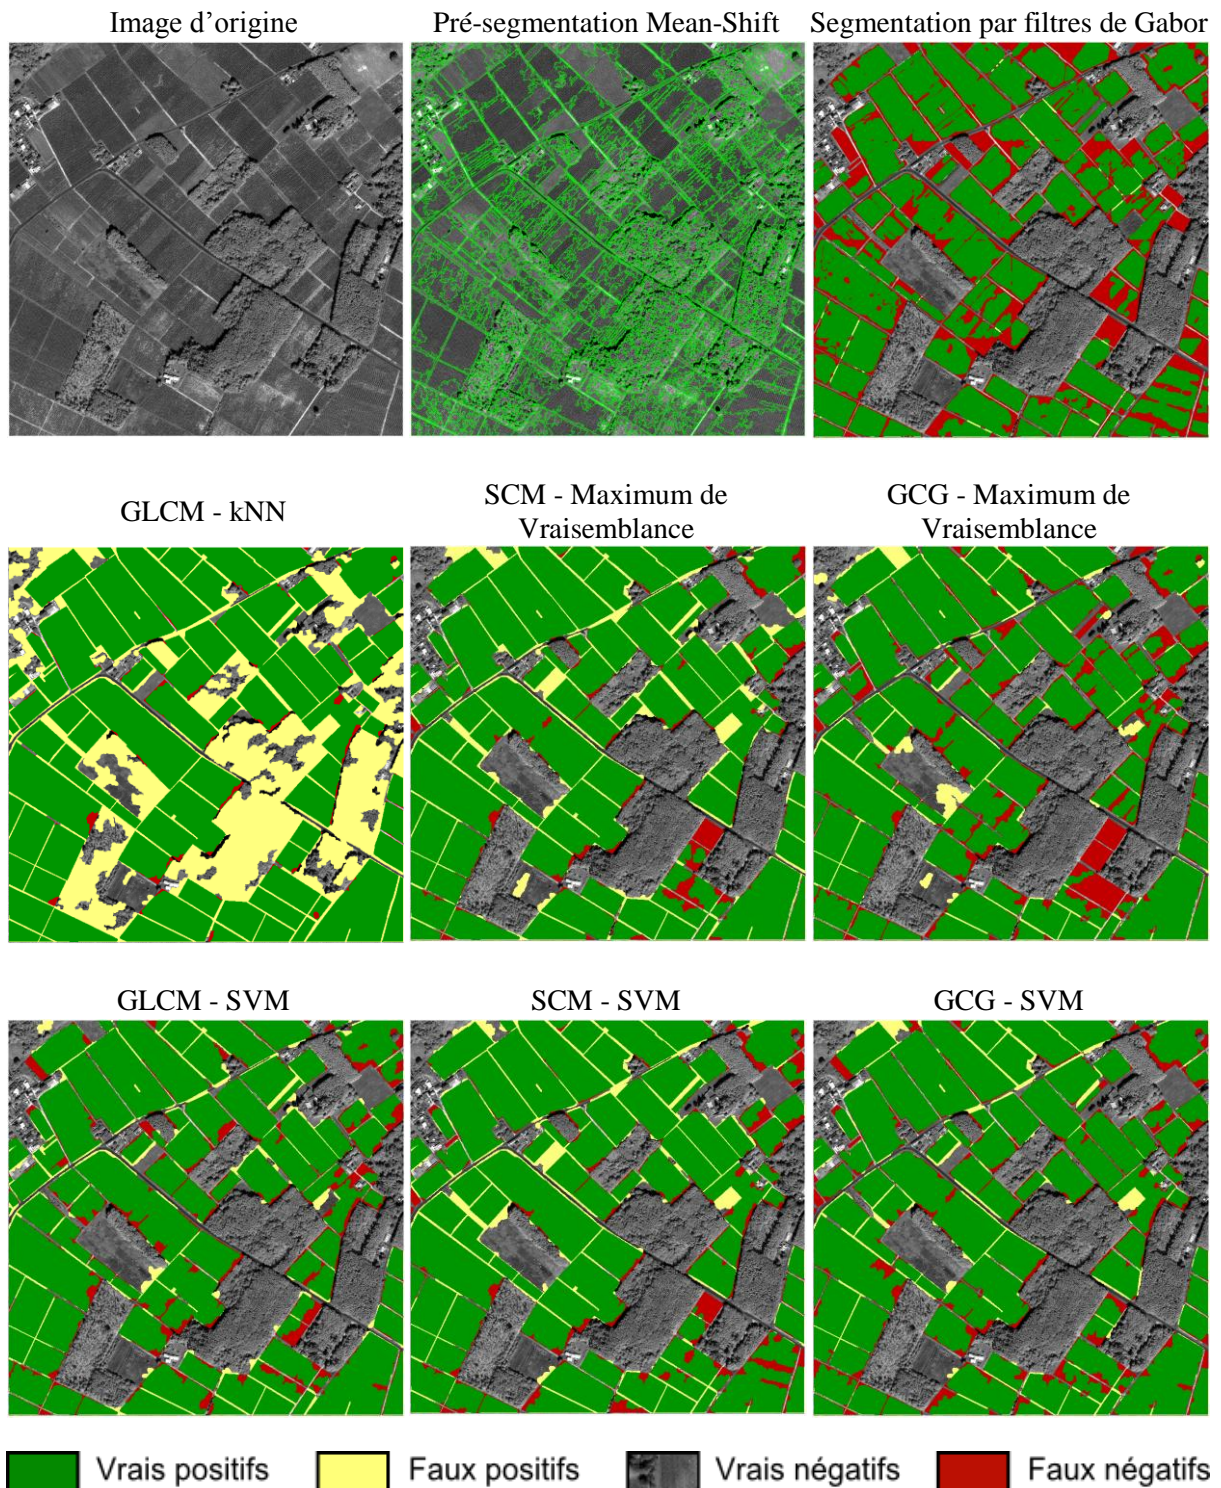 Image d'origine
Pré-segmentation Mean-Shift
Segmentation par filtres de Gabor
GLCM - kNN
SCM - Maximum de
Vraisemblance
GCG - Maximum de
Vraisemblance
GLCM - SVM
SCM - SVM
GCG - SVM
Vrais positifs
Faux positifs
Vrais négatifs
Faux négatifs